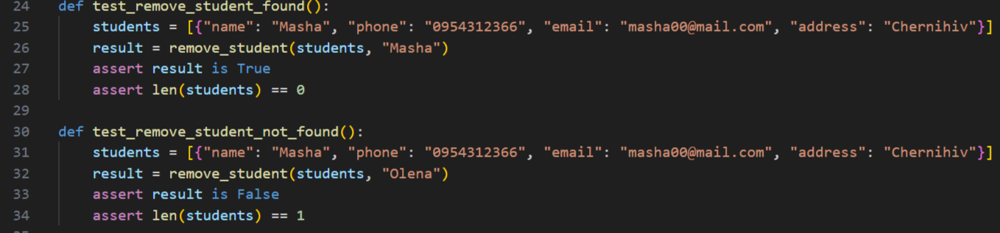 24 def test_remove_student_found():
25     students = [{"name": "Masha", "phone": "0954312366", "email": "masha00@mail.com", "address": "Chernihiv"}]
26     result = remove_student(students, "Masha")
27     assert result is True
28     assert len(students) == 0
29
30 def test_remove_student_not_found():
31     students = [{"name": "Masha", "phone": "0954312366", "email": "masha00@mail.com", "address": "Chernihiv"}]
32     result = remove_student(students, "Olena")
33     assert result is False
34     assert len(students) == 1